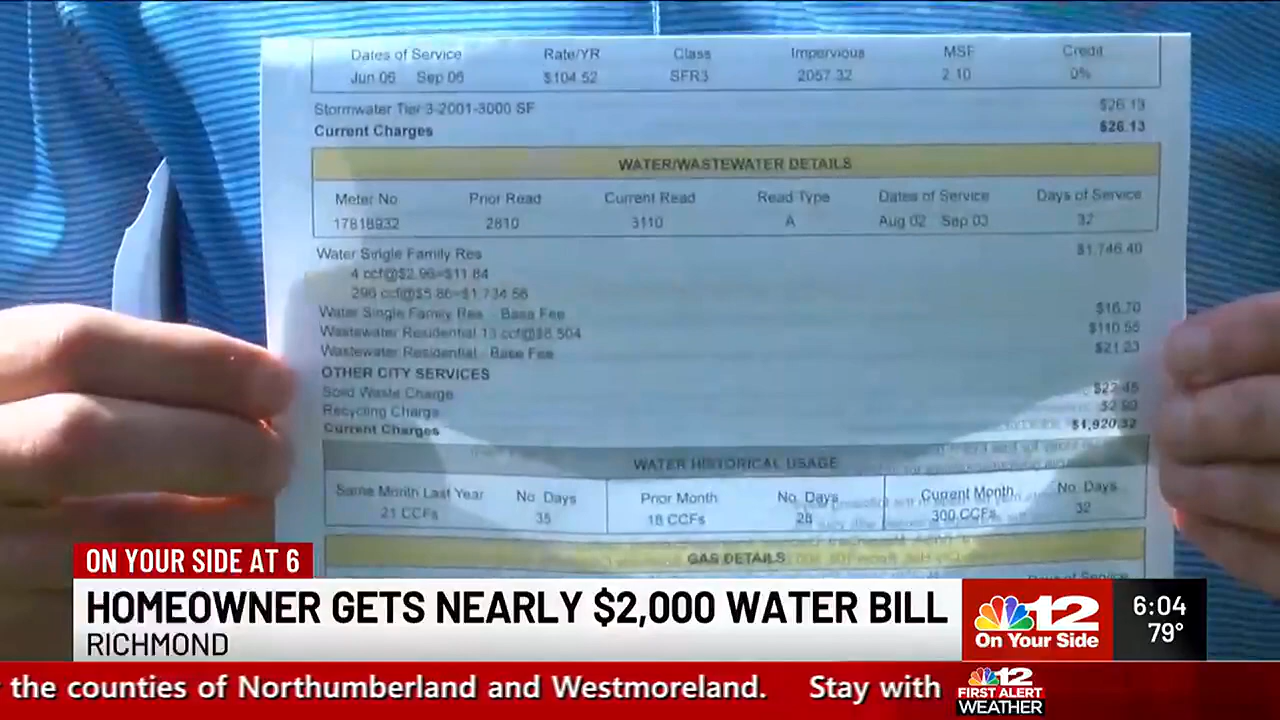 Dates of Service Rate/YR Class Impervious MSF Credit
Jun 06 Sep 06 $104.52 SFR3 2057.32 2.10 0%
Stormwater Tier 3-2001-3000 SF $26.13
Current Charges $26.13
WATER/WASTEWATER DETAILS
Meter No Prior Read Current Read Read Type Dates of Service Days of Service
17818932 2810 3110 A Aug 02 Sep 03 32
Water Single Family Res $1,746.40
4 ccf@$2.96=$11.84
296 ccf@$5.86=$1,734.56
Water Single Family Res - Base Fee $16.70
Wastewater Residential 13 ccf@$8.504 $110.55
Wastewater Residential - Base Fee $21.23
OTHER CITY SERVICES
Solid Waste Charge $22.45
Recycling Charge
Current Charges $1,920.32
WATER HISTORICAL USAGE
Same Month Last Year No. Days Prior Month No. Days Current Month No. Days
21 CCFs 35 18 CCFs 28 300 CCFs 32
GAS DETAILS
Days of Service
ON YOUR SIDE AT 6
HOMEOWNER GETS NEARLY $2,000 WATER BILL
RICHMOND
12
On Your Side
6:04
79°
the counties of Northumberland and Westmoreland. Stay with
12
FIRST ALERT
WEATHER